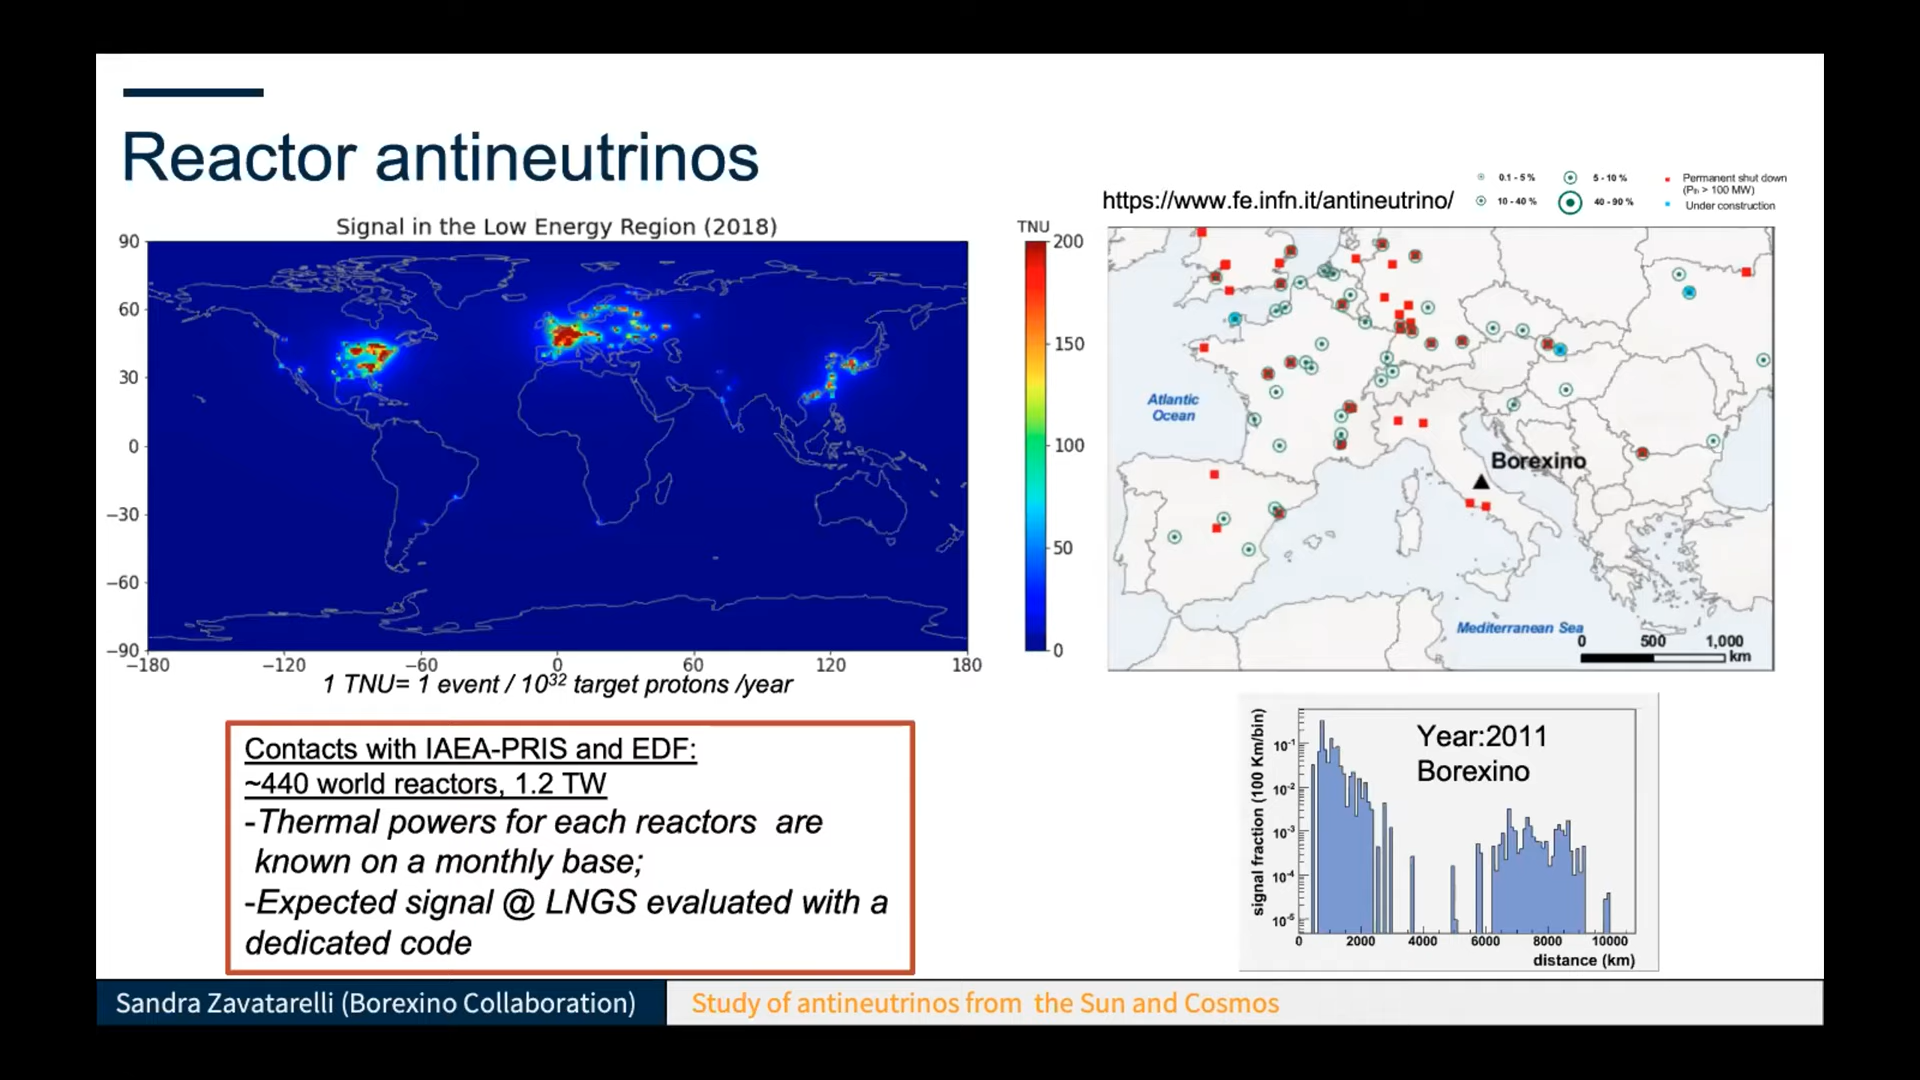 Reactor antineutrinos
Signal in the Low Energy Region (2018)
TNU
90
60
30
0
−30
−60
−90
−180
−120
−60
0
60
120
180
200
150
100
50
0
1 TNU= 1 event / 10³² target protons /year
https://www.fe.infn.it/antineutrino/
0.1 - 5 %
5 - 10 %
Permanent shut down
(Pₜₕ > 100 MW)
10 - 40 %
40 - 90 %
Under construction
Atlantic
Ocean
Borexino
Mediterranean Sea
0 500 1,000
km
Contacts with IAEA-PRIS and EDF:
~440 world reactors, 1.2 TW
-Thermal powers for each reactors are
known on a monthly base;
-Expected signal @ LNGS evaluated with a
dedicated code
Year:2011
Borexino
signal fraction (100 Km/bin)
10⁻¹
10⁻²
10⁻³
10⁻⁴
10⁻⁵
0 2000 4000 6000 8000 10000
distance (km)
Sandra Zavatarelli (Borexino Collaboration)
Study of antineutrinos from the Sun and Cosmos